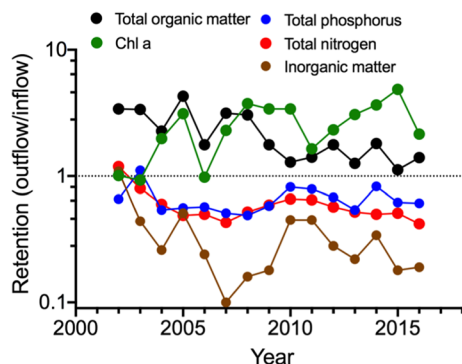 Total organic matter
Total phosphorus
Chl a
Total nitrogen
Inorganic matter
Retention (outflow/inflow)
10
1
0.1
2000
2005
2010
2015
Year